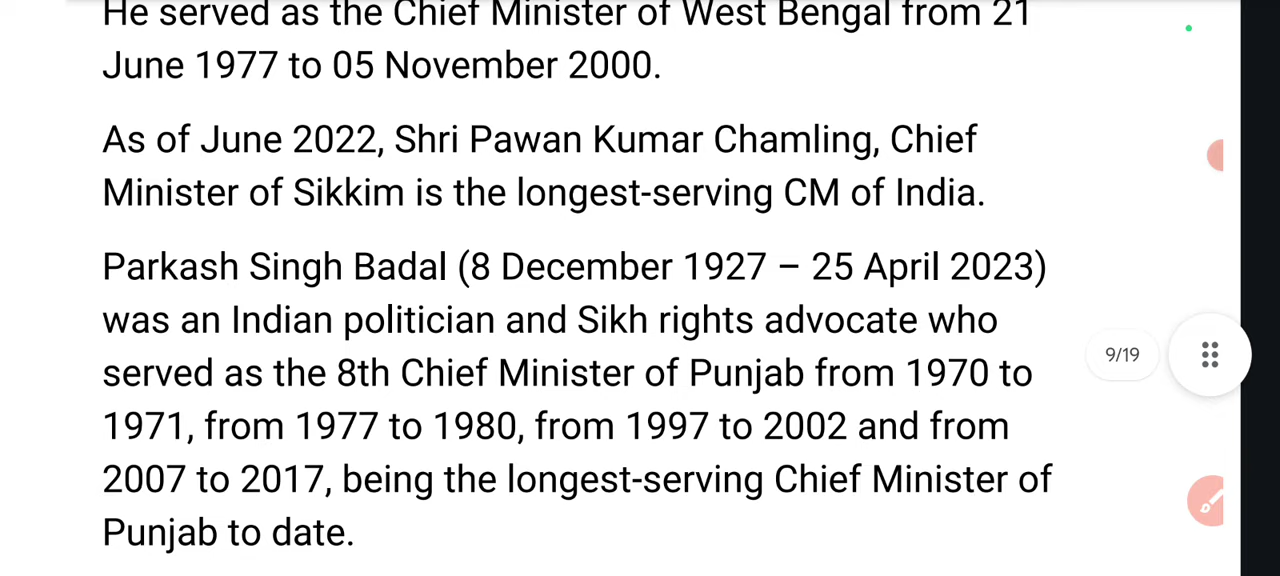 He served as the Chief Minister of West Bengal from 21
June 1977 to 05 November 2000.
As of June 2022, Shri Pawan Kumar Chamling, Chief
Minister of Sikkim is the longest-serving CM of India.
Parkash Singh Badal (8 December 1927 – 25 April 2023)
was an Indian politician and Sikh rights advocate who
served as the 8th Chief Minister of Punjab from 1970 to
1971, from 1977 to 1980, from 1997 to 2002 and from
2007 to 2017, being the longest-serving Chief Minister of
Punjab to date.
9/19